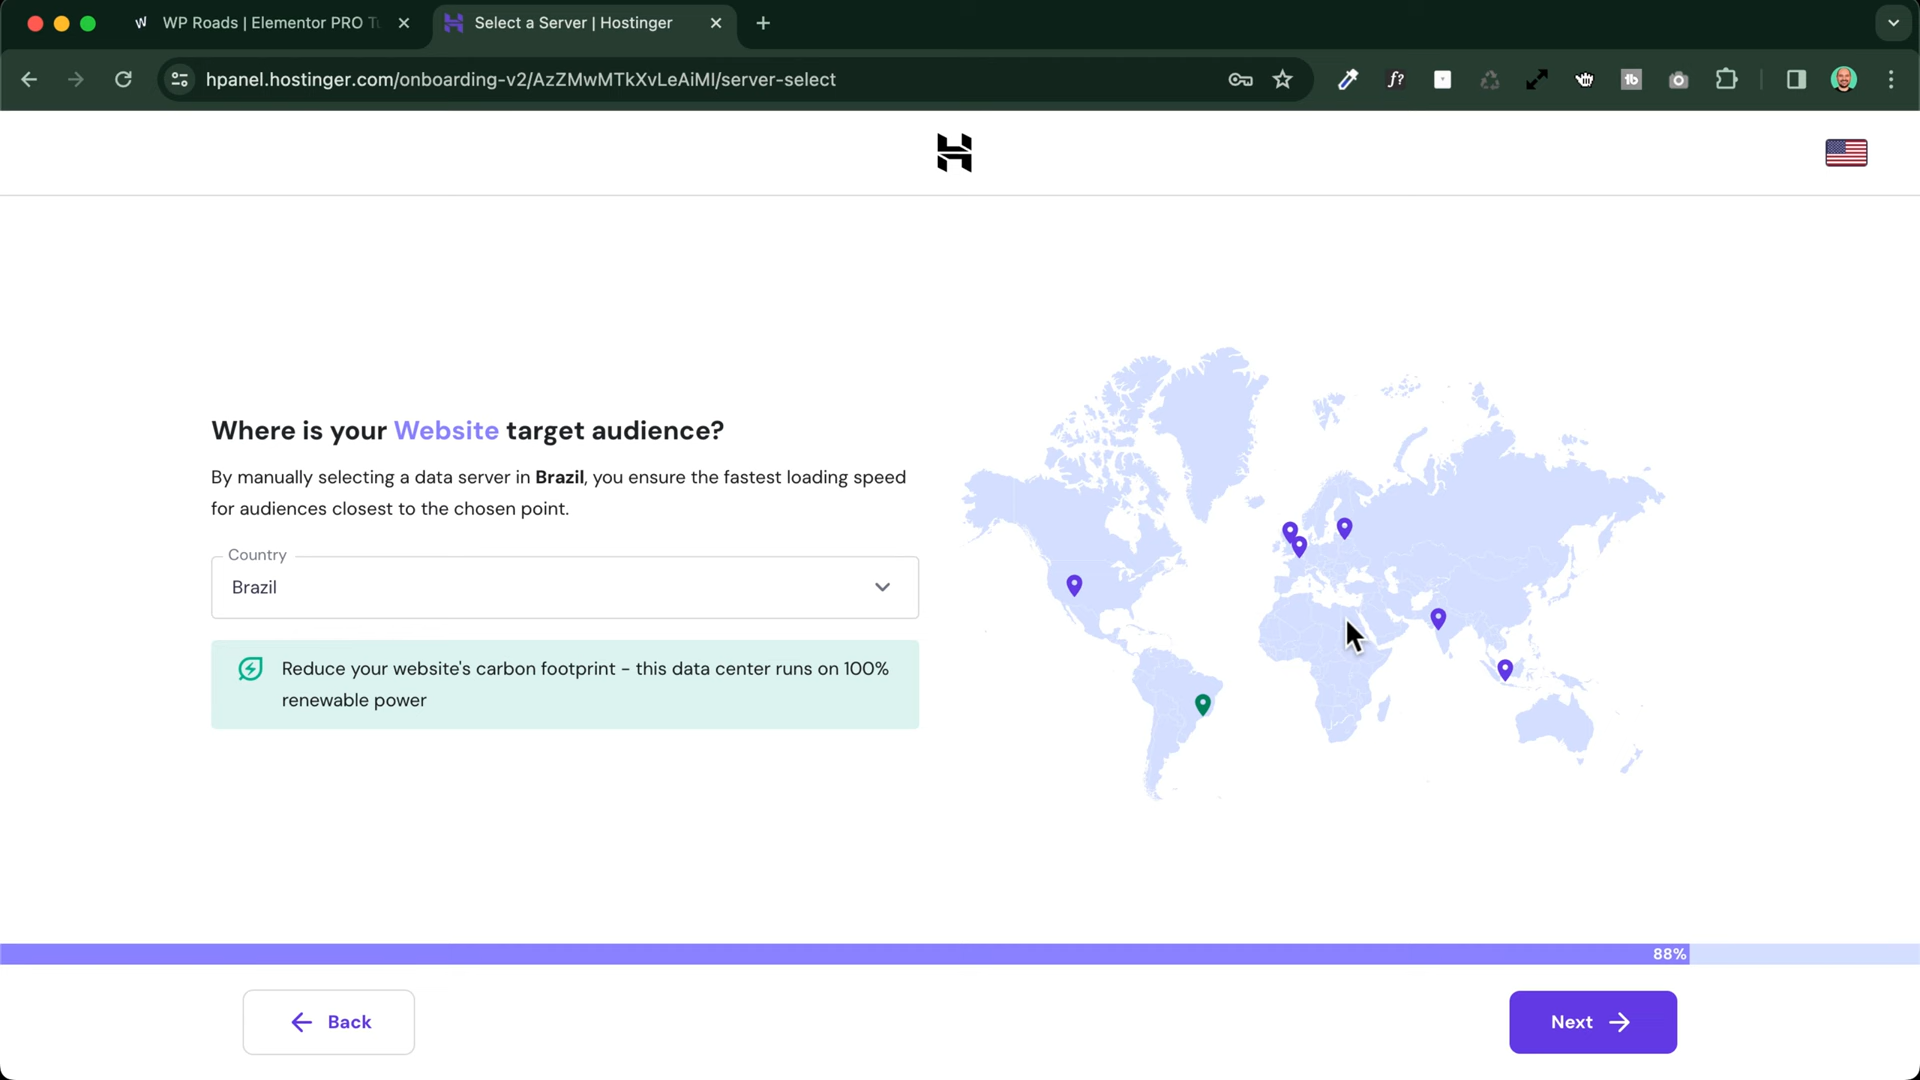 WP Roads | Elementor PRO Tu
Select a Server | Hostinger
hpanel.hostinger.com/onboarding-v2/AzZMwMTkXvLeAiMI/server-select
f?
tb
Where is your Website target audience?
By manually selecting a data server in Brazil, you ensure the fastest loading speed
for audiences closest to the chosen point.
Country
Brazil
Reduce your website's carbon footprint - this data center runs on 100%
renewable power
88%
Back
Next